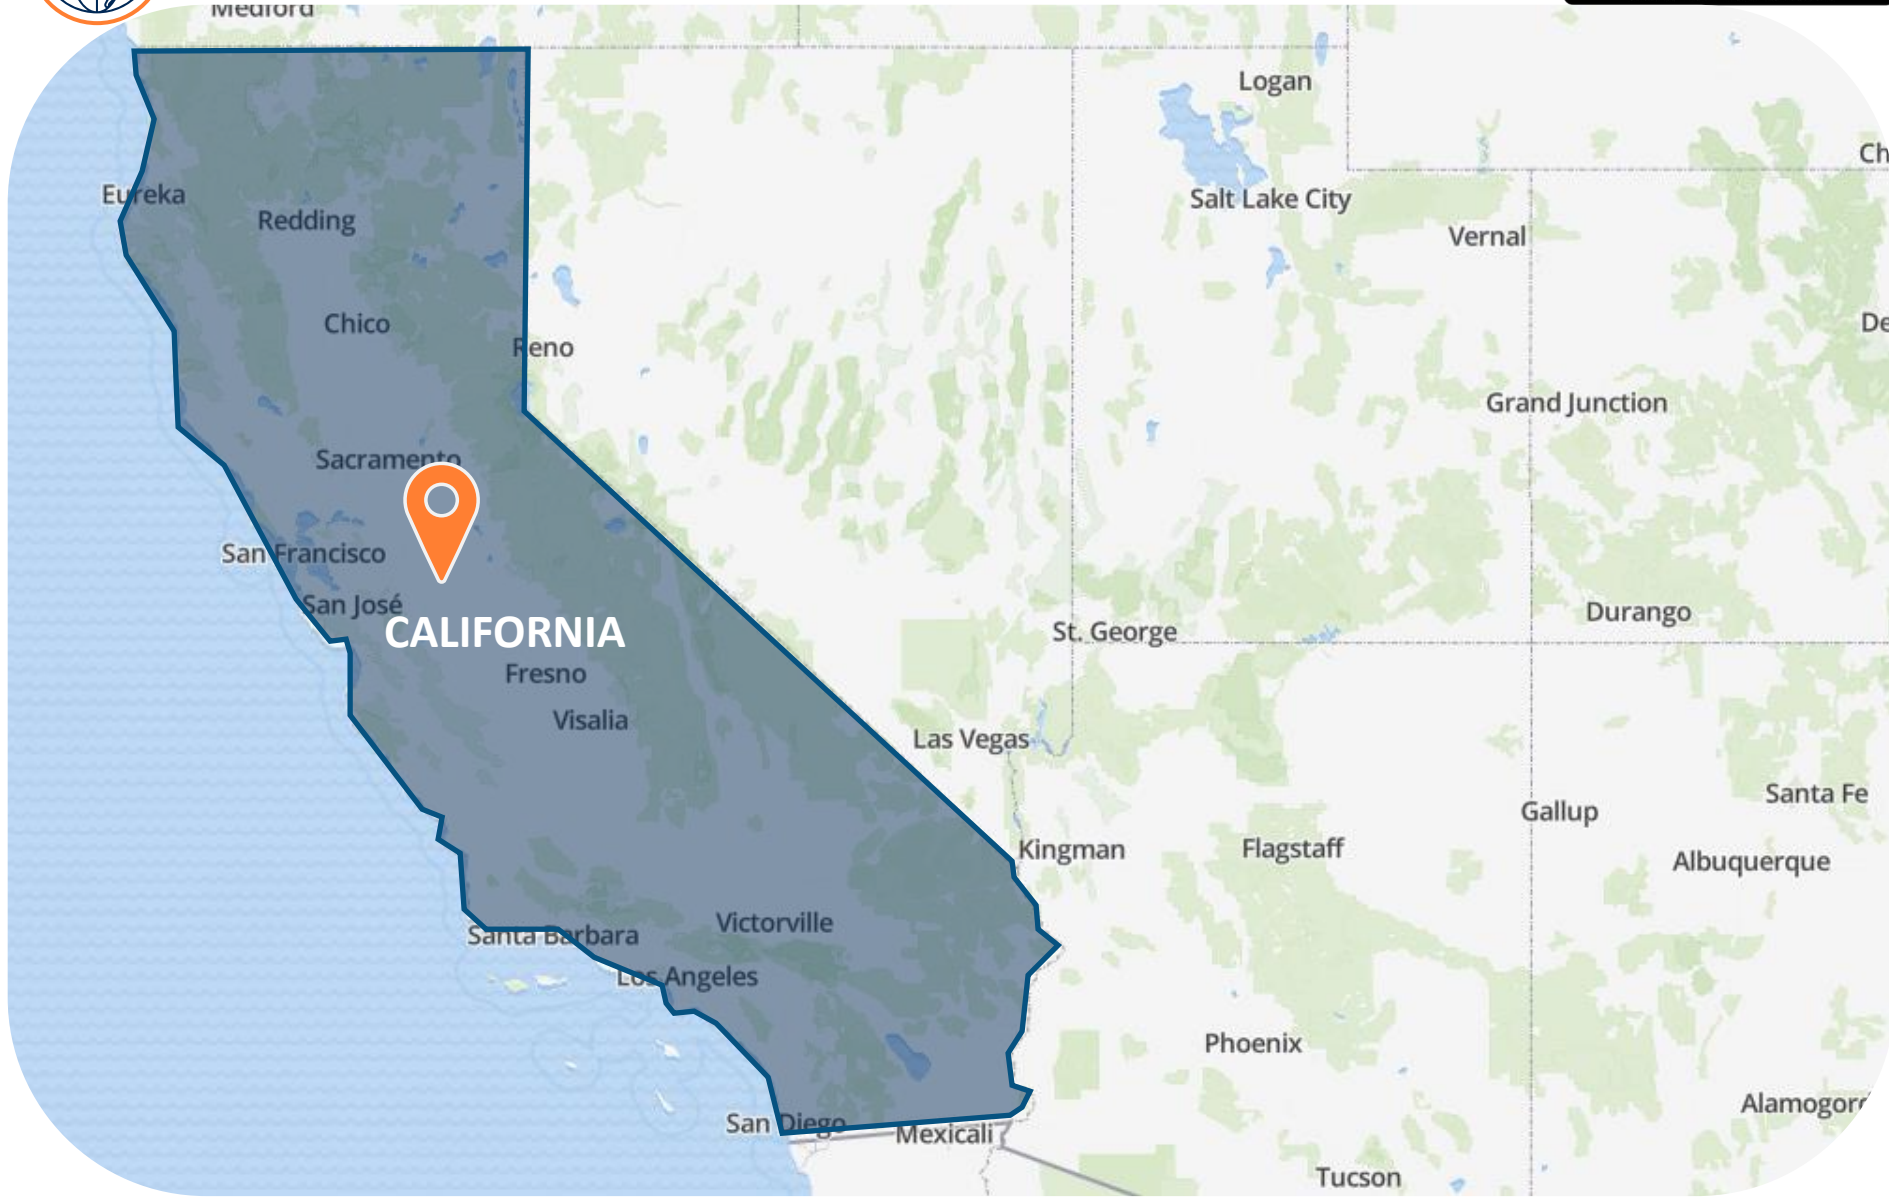 Medford
Logan
Ch
Eureka
Salt Lake City
Redding
Vernal
Chico
De
Reno
Grand Junction
Sacramento
San Francisco
San José
Durango
CALIFORNIA
St. George
Fresno
Visalia
Las Vegas
Santa Fe
Gallup
Kingman
Flagstaff
Albuquerque
Victorville
Santa Barbara
Los Angeles
Phoenix
Alamogord
San Diego
Mexicali
Tucson